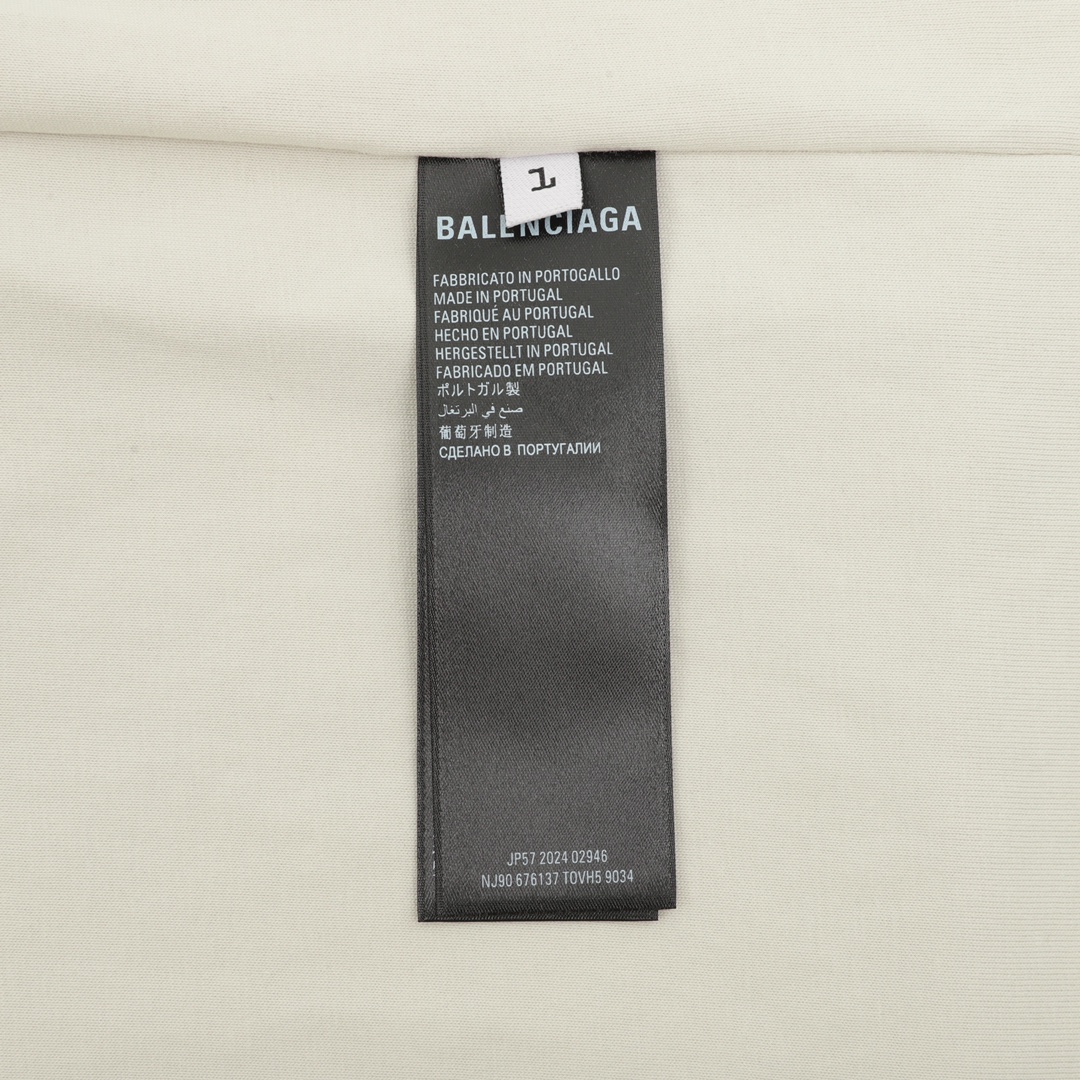 1
BALENCIAGA
FABBRICATO IN PORTOGALLO
MADE IN PORTUGAL
FABRIQUÉ AU PORTUGAL
HECHO EN PORTUGAL
HERGESTELLT IN PORTUGAL
FABRICADO EM PORTUGAL
ポルトガル製
صنع في البرتغال
葡萄牙制造
СДЕЛАНО В ПОРТУГАЛИИ
JP57 2024 02946
NJ90 676137 TOVH5 9034